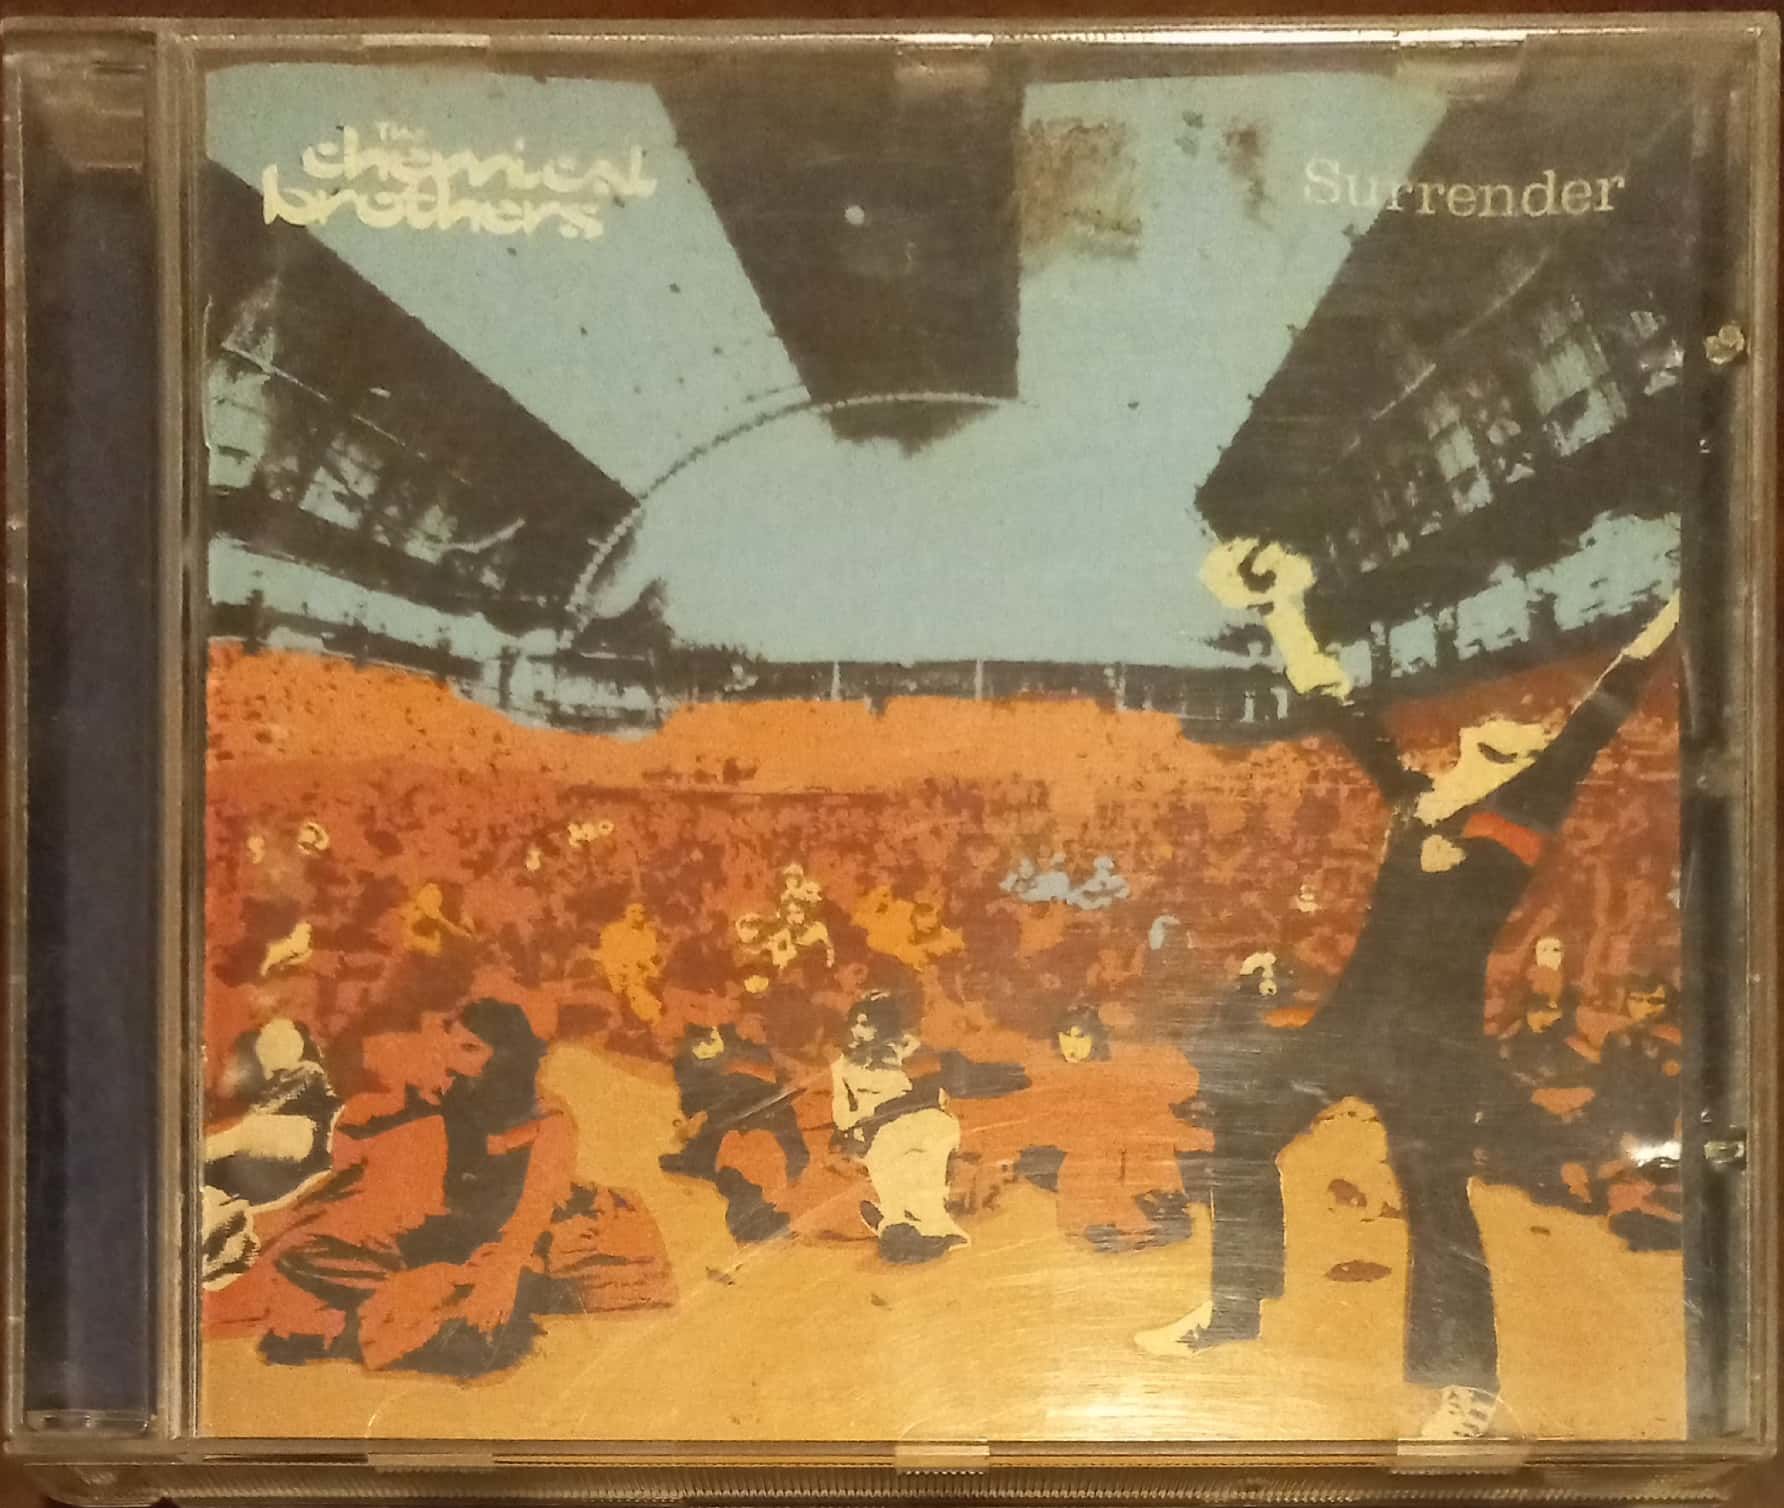 The
chemical
brothers
Surrender